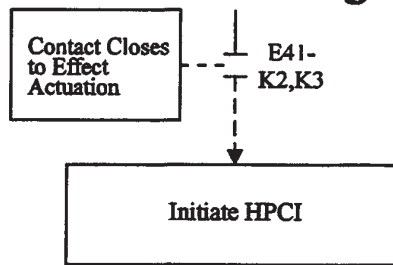 Contact Closes
to Effect
Actuation
E41-
K2,K3
Initiate HPCI